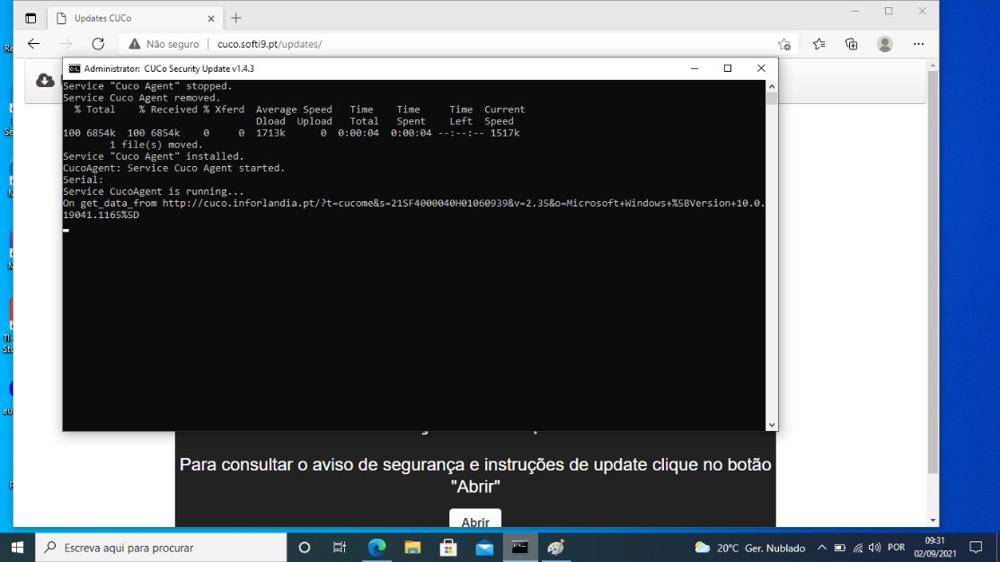 Updates CUCo
Não seguro
cuco.softi9.pt/updates/
Administrator: CUCo Security Update v1.4.3
Service "Cuco Agent" stopped.
Service Cuco Agent removed.
% Total % Received % Xferd Average Speed Time Time Time Current
Dload Upload Total Spent Left Speed
100 6854k 100 6854k 0 0 1713k 0 0:00:04 0:00:04 --:--:-- 1517k
1 file(s) moved.
Service "Cuco Agent" installed.
CucoAgent: Service Cuco Agent started.
Serial:
Service CucoAgent is running...
On get_data_from http://cuco.inforlandia.pt/?t=cucome&s=215F4000040H01060939&v=2.35&o=Microsoft+Windows+%5BVersion+10.0.
19041.1165%5D
Para consultar o aviso de segurança e instruções de update clique no botão
"Abrir"
Abrir
Escreva aqui para procurar
20°C Ger. Nublado
POR
09:31
02/09/2021